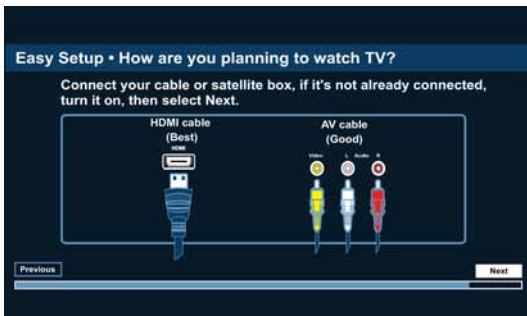 Easy Setup • How are you planning to watch TV?
Connect your cable or satellite box, if it's not already connected,
turn it on, then select Next.
HDMI cable
(Best)
HDMI
AV cable
(Good)
Video L Audio R
Previous
Next